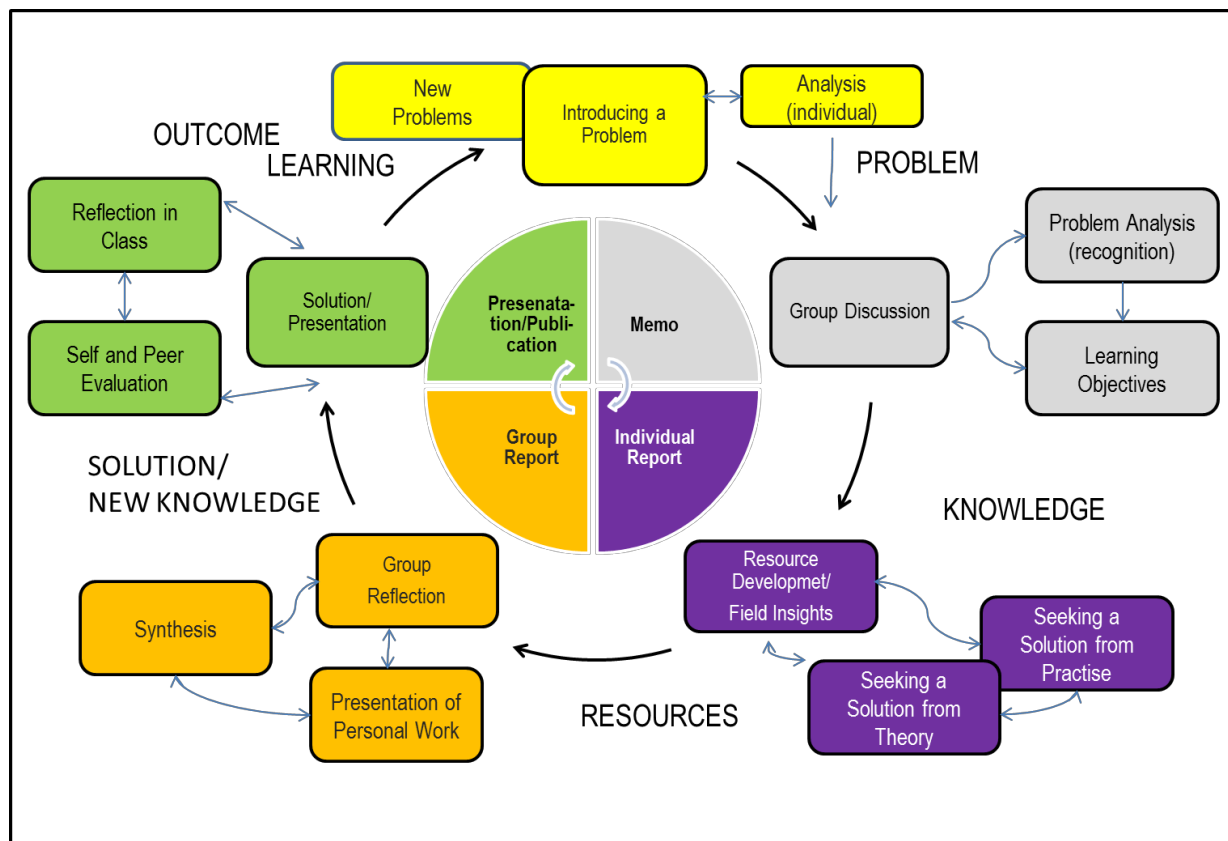 New
Problems
Introducing a
Problem
Analysis
(individual)
OUTCOME
LEARNING
PROBLEM
Reflection in
Class
Problem Analysis
(recognition)
Solution/
Presentation
Presenata-
tation/Publi-
cation
Memo
Group Discussion
Self and Peer
Evaluation
Learning
Objectives
Group
Report
Individual
Report
SOLUTION/
NEW KNOWLEDGE
KNOWLEDGE
Group
Reflection
Resource
Developmet/
Field Insights
Synthesis
Seeking a
Solution from
Practise
Presentation of
Personal Work
Seeking a
Solution from
Theory
RESOURCES